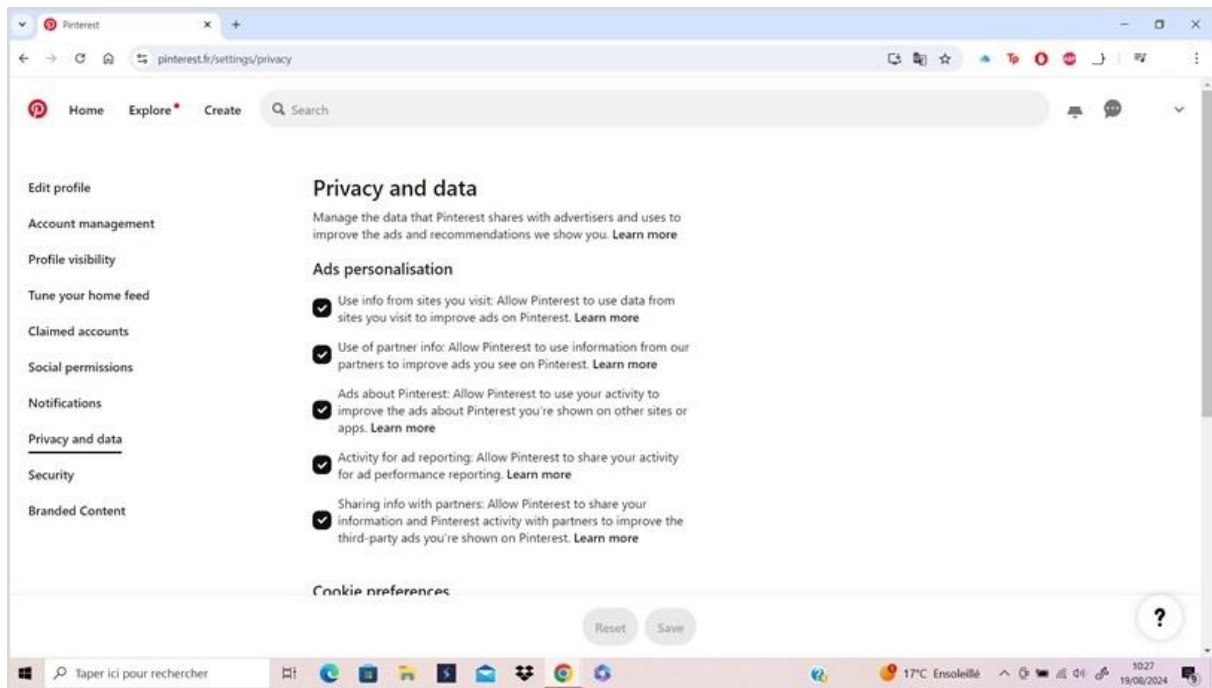 Pinterest
pinterest.fr/settings/privacy
Home Explore Create Search
Edit profile
Account management
Profile visibility
Tune your home feed
Claimed accounts
Social permissions
Notifications
Privacy and data
Security
Branded Content
Privacy and data
Manage the data that Pinterest shares with advertisers and uses to
improve the ads and recommendations we show you. Learn more
Ads personalisation
Use info from sites you visit: Allow Pinterest to use data from
sites you visit to improve ads on Pinterest. Learn more
Use of partner info: Allow Pinterest to use information from our
partners to improve ads you see on Pinterest. Learn more
Ads about Pinterest: Allow Pinterest to use your activity to
improve the ads about Pinterest you're shown on other sites or
apps. Learn more
Activity for ad reporting: Allow Pinterest to share your activity
for ad performance reporting. Learn more
Sharing info with partners: Allow Pinterest to share your
information and Pinterest activity with partners to improve the
third-party ads you're shown on Pinterest. Learn more
Cookie preferences
Reset Save
?
Taper ici pour rechercher
17°C Ensoleillé
10:27
19/08/2024